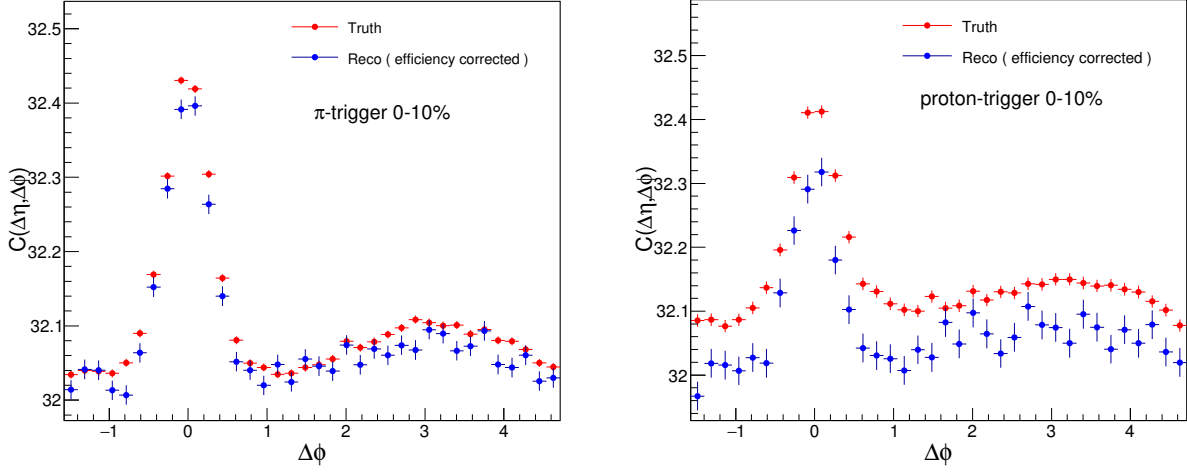 32.5
32.4
32.3
32.2
32.1
32
C(Δη,Δϕ)
Truth
Reco ( efficiency corrected )
π-trigger 0-10%
−1 0 1 2 3 4
Δϕ
32.5
32.4
32.3
32.2
32.1
32
C(Δη,Δϕ)
Truth
Reco ( efficiency corrected )
proton-trigger 0-10%
−1 0 1 2 3 4
Δϕ